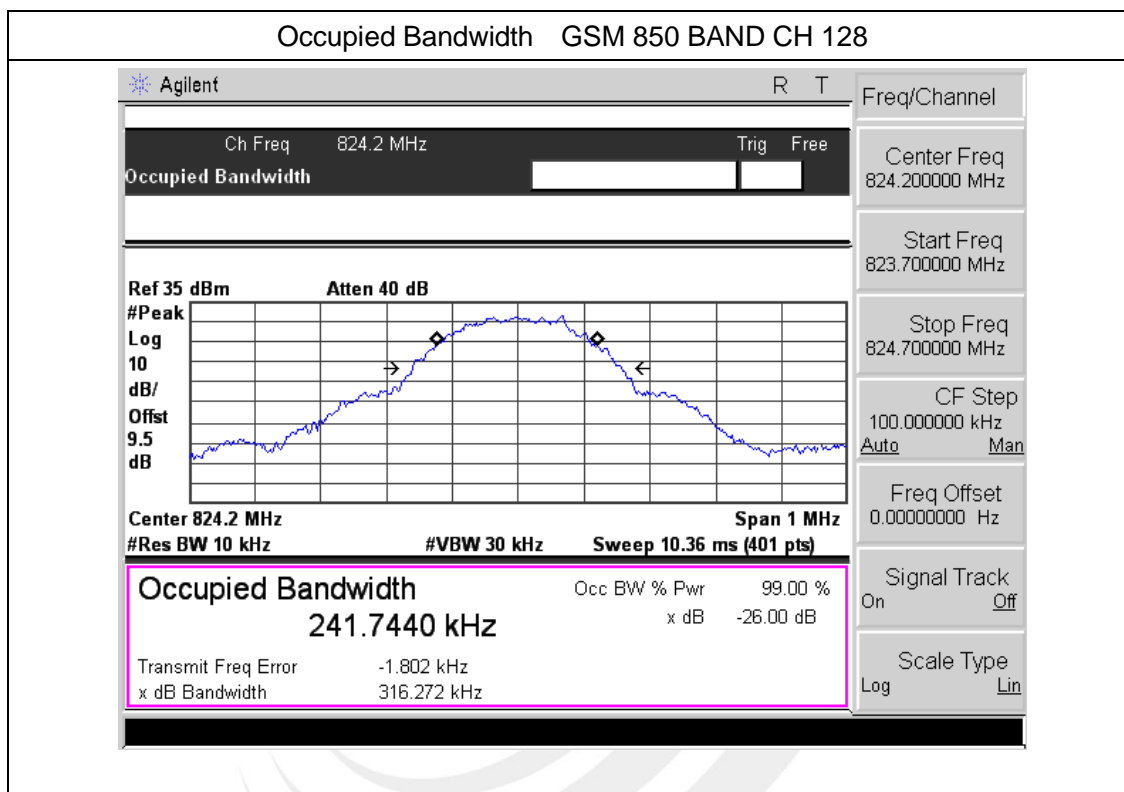 Occupied Bandwidth GSM 850 BAND CH 128
Agilent R T
Ch Freq 824.2 MHz Trig Free
Occupied Bandwidth
Ref 35 dBm Atten 40 dB
#Peak
Log
10
dB/
Offst
9.5
dB
Center 824.2 MHz Span 1 MHz
#Res BW 10 kHz #VBW 30 kHz Sweep 10.36 ms (401 pts)
Occupied Bandwidth
241.7440 kHz
Occ BW % Pwr 99.00 %
x dB -26.00 dB
Transmit Freq Error -1.802 kHz
x dB Bandwidth 316.272 kHz
Freq/Channel
Center Freq
824.200000 MHz
Start Freq
823.700000 MHz
Stop Freq
824.700000 MHz
CF Step
100.000000 kHz
Auto Man
Freq Offset
0.00000000 Hz
Signal Track
On Off
Scale Type
Log Lin